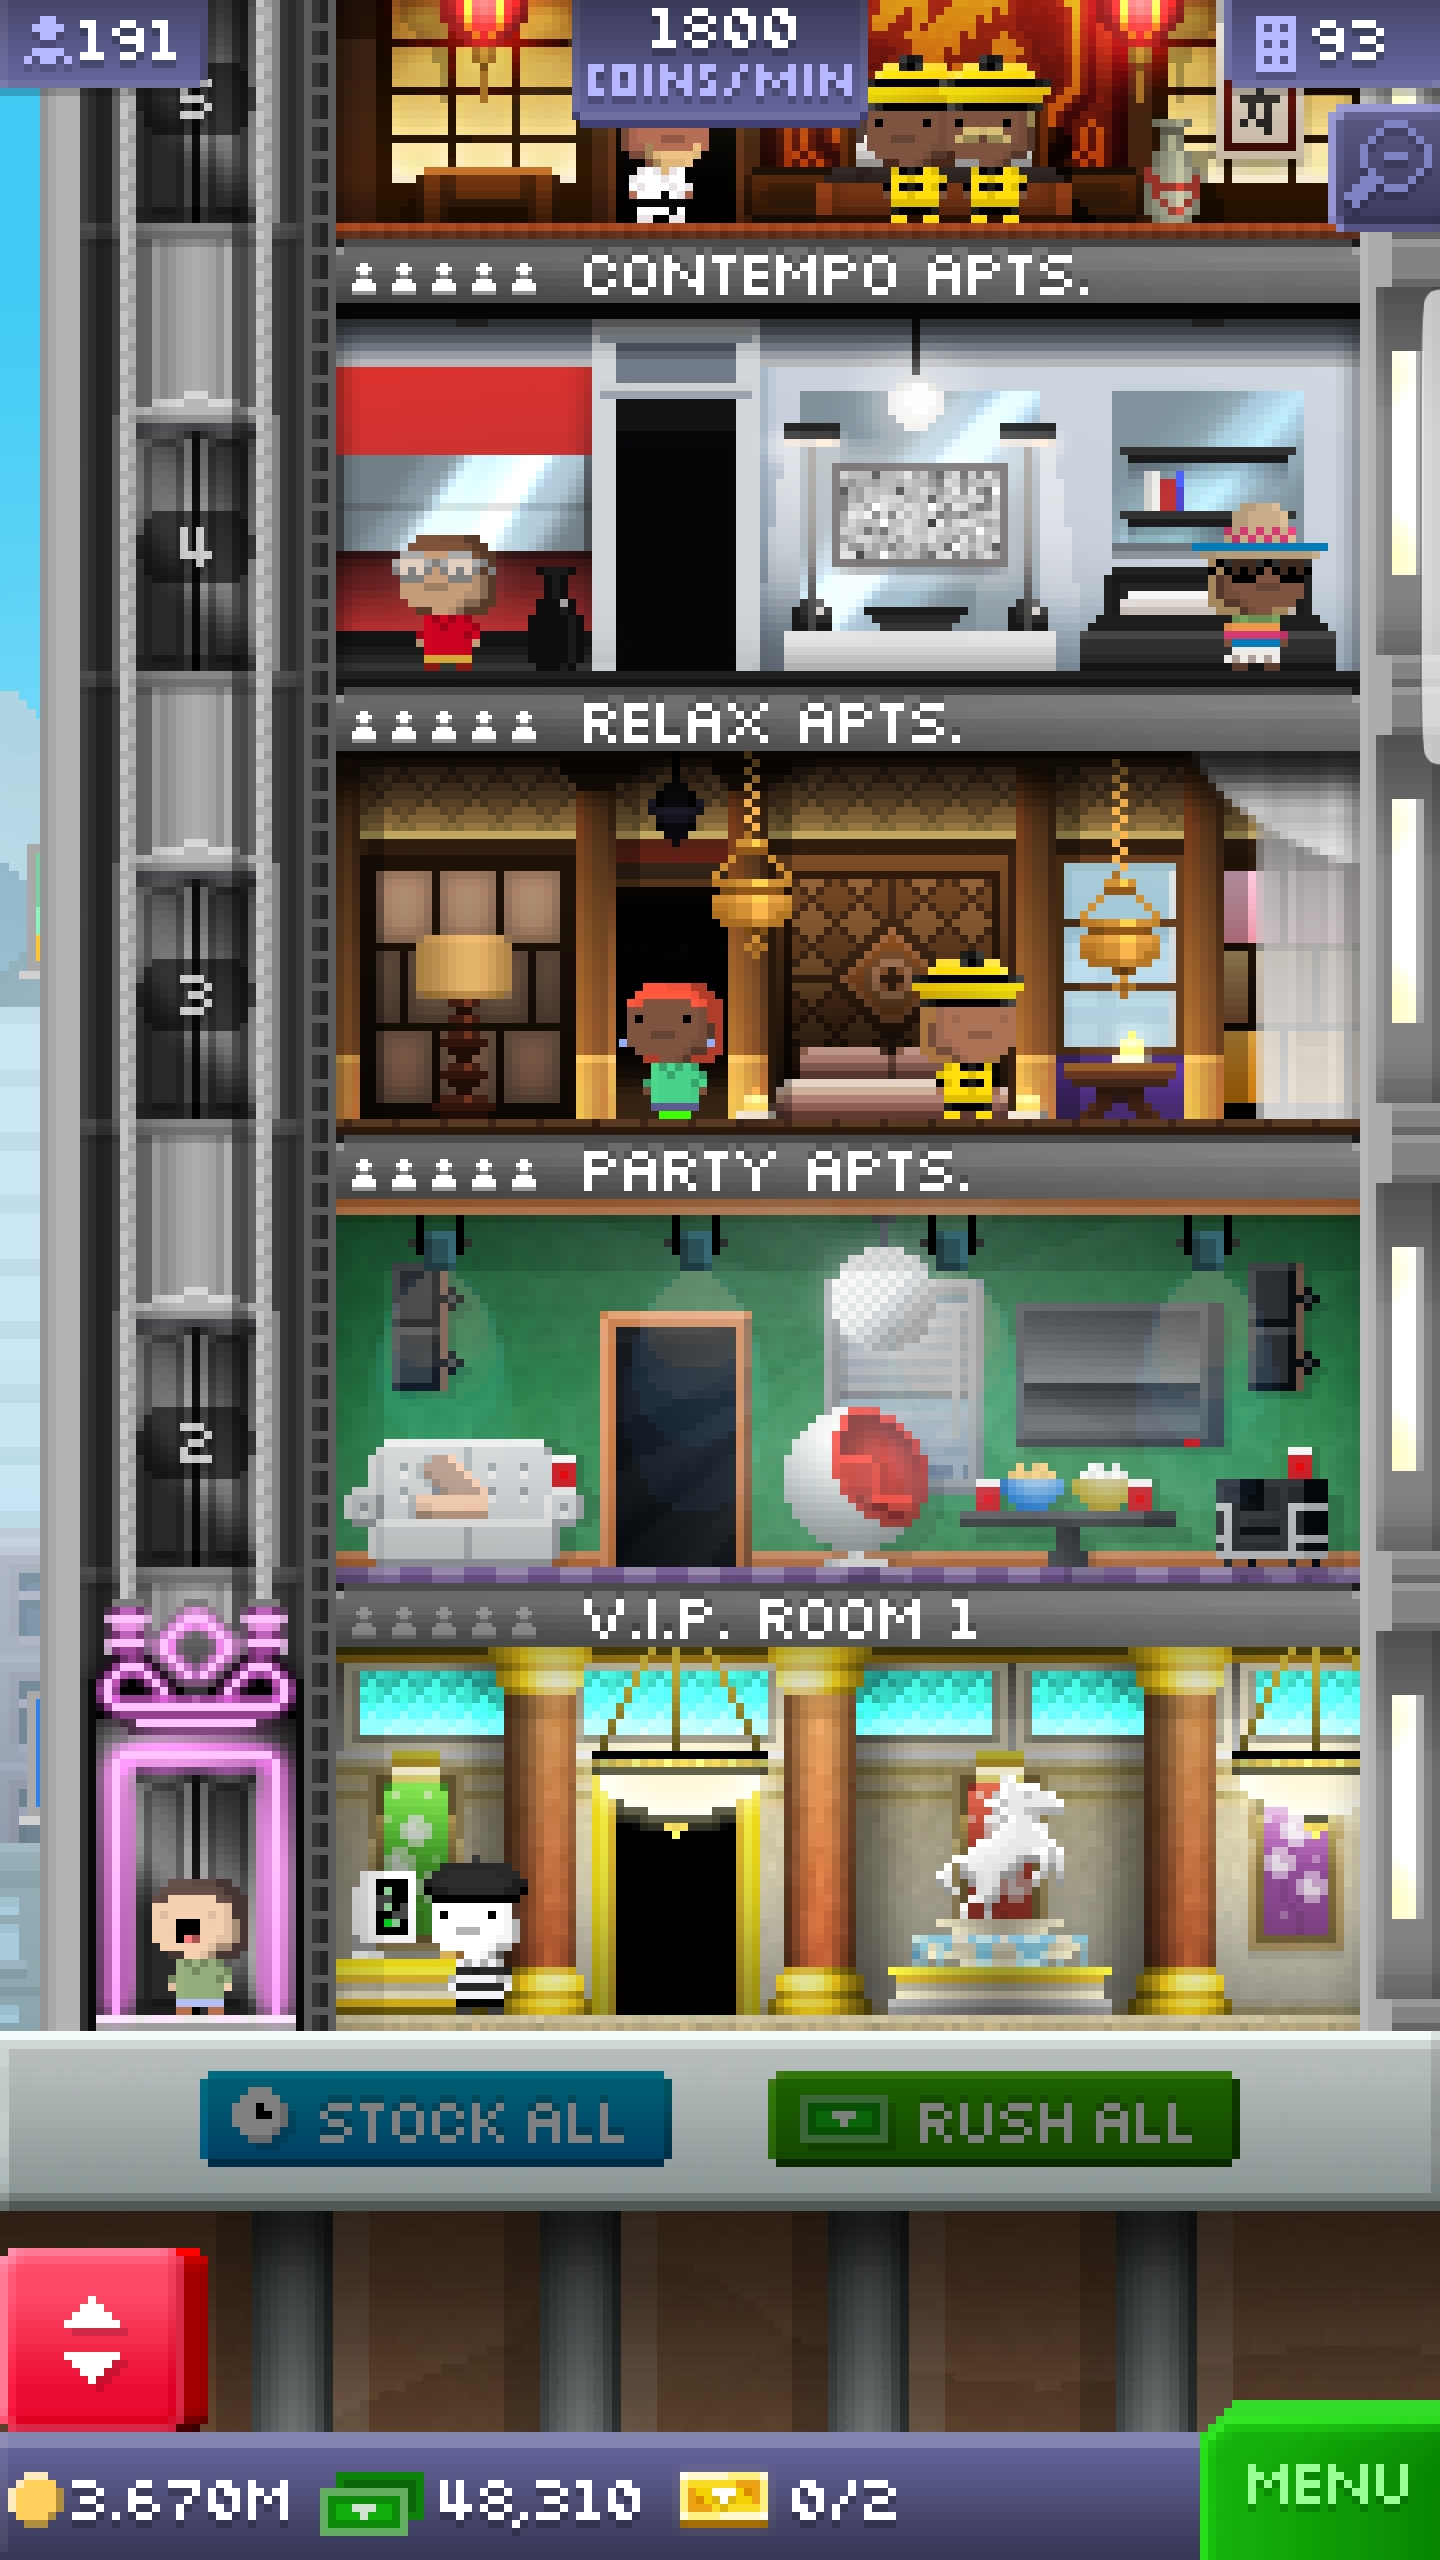 191
1800
COINS/MIN
93
5
CONTEMPO APTS.
4
RELAX APTS.
3
PARTY APTS.
2
V.I.P. ROOM 1
STOCK ALL
RUSH ALL
3.670M
48,310
0/2
MENU